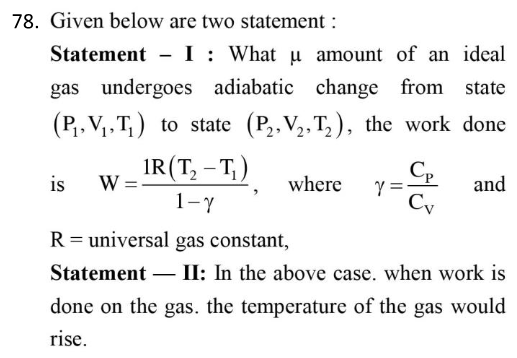 78. Given below are two statement :
Statement – I : What μ amount of an ideal
gas undergoes adiabatic change from state
(P₁,V₁,T₁) to state (P₂,V₂,T₂), the work done
is W = 1R(T₂ – T₁) / 1–γ, where γ = C_P / C_V and
R = universal gas constant,
Statement — II: In the above case. when work is
done on the gas. the temperature of the gas would
rise.